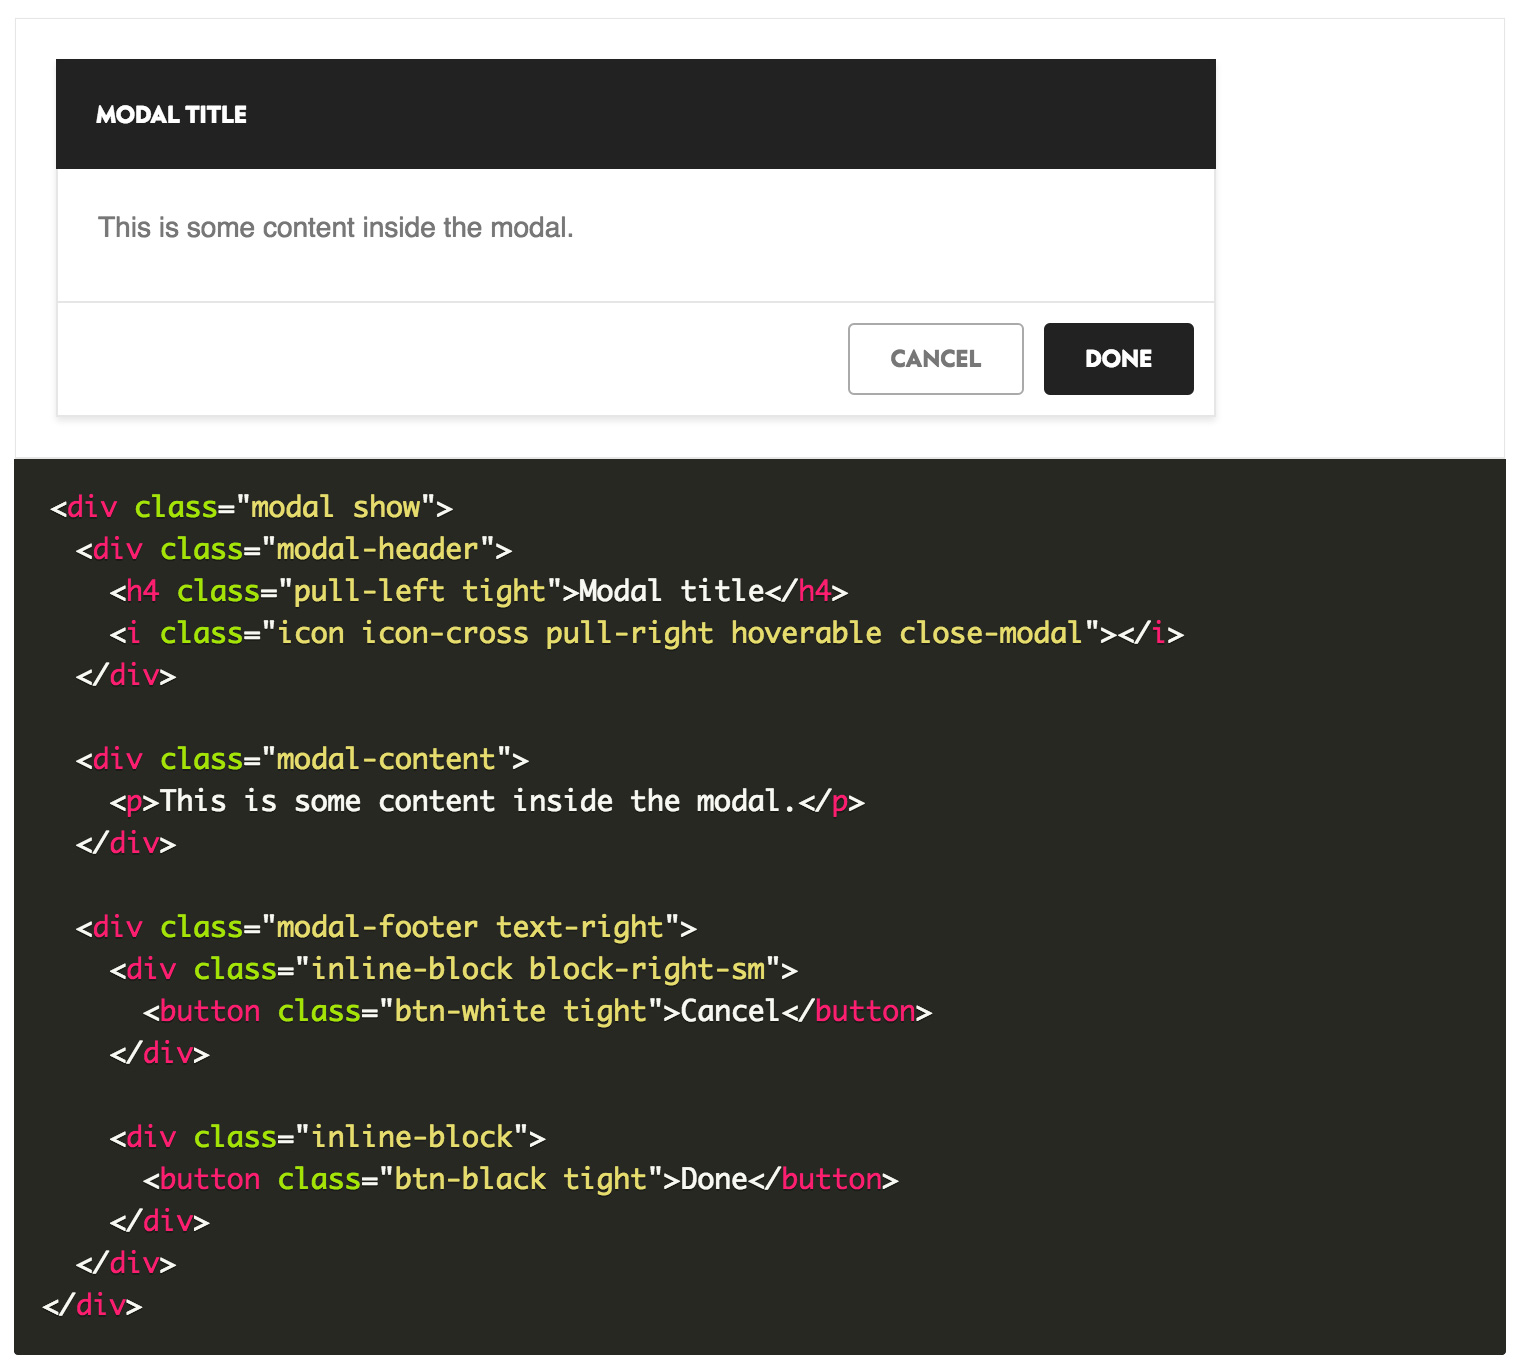 MODAL TITLE
This is some content inside the modal.
CANCEL DONE
<div class="modal show">
  <div class="modal-header">
    <h4 class="pull-left tight">Modal title</h4>
    <i class="icon icon-cross pull-right hoverable close-modal"></i>
  </div>

  <div class="modal-content">
    <p>This is some content inside the modal.</p>
  </div>

  <div class="modal-footer text-right">
    <div class="inline-block block-right-sm">
      <button class="btn-white tight">Cancel</button>
    </div>

    <div class="inline-block">
      <button class="btn-black tight">Done</button>
    </div>
  </div>
</div>